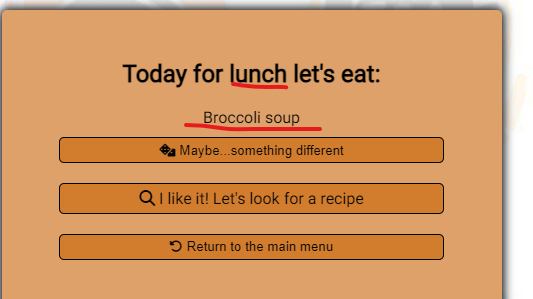 Today for lunch let's eat:
Broccoli soup
Maybe...something different
I like it! Let's look for a recipe
Return to the main menu